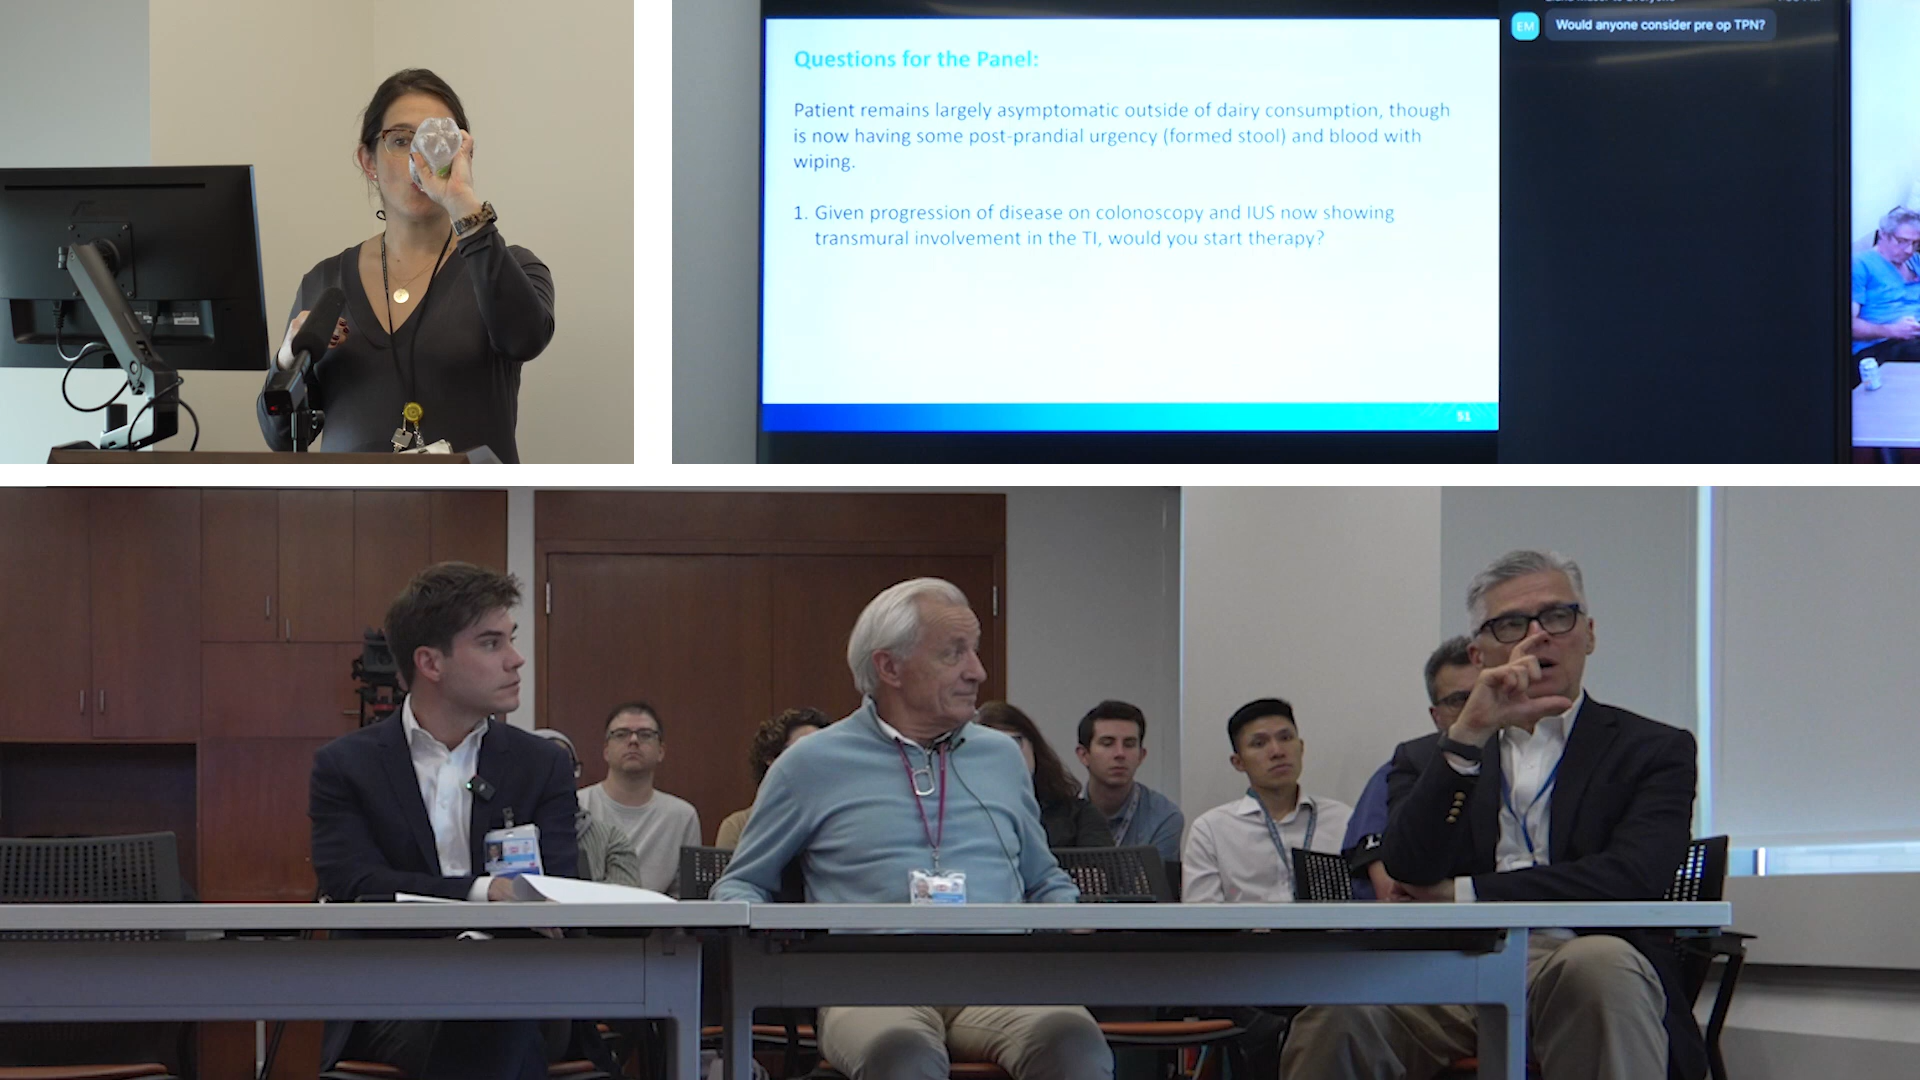 Questions for the Panel:
Patient remains largely asymptomatic outside of dairy consumption, though
is now having some post-prandial urgency (formed stool) and blood with
wiping.
1. Given progression of disease on colonoscopy and IUS now showing
transmural involvement in the TI, would you start therapy?
51
EM
Would anyone consider pre op TPN?